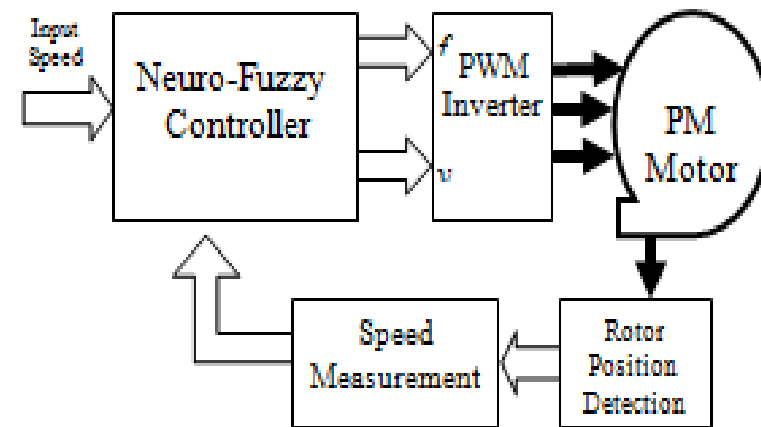 Input
Speed
Neuro-Fuzzy
Controller
f
PWM
Inverter
v
PM
Motor
Speed
Measurement
Rotor
Position
Detection